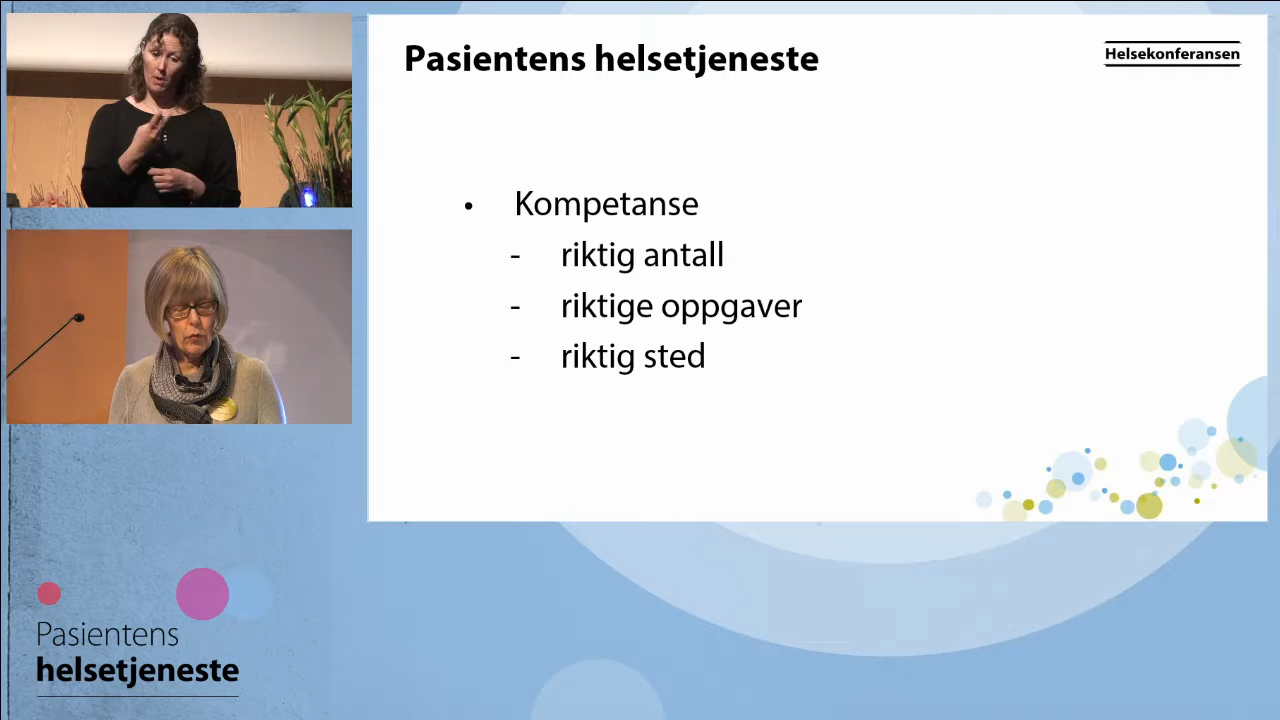 Pasientens helsetjeneste
Helsekonferansen
• Kompetanse
- riktig antall
- riktige oppgaver
- riktig sted
Pasientens
helsetjeneste